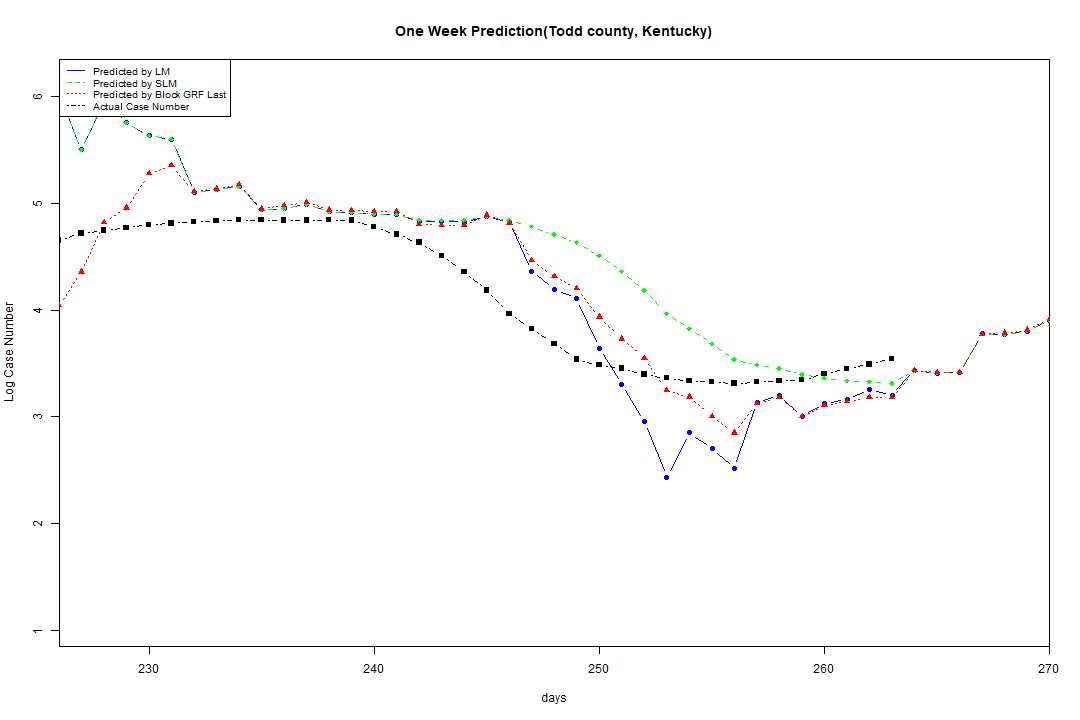 One Week Prediction(Todd county, Kentucky)
Predicted by LM
Predicted by SLM
Predicted by Block GRF Last
Actual Case Number
6
5
4
3
2
1
Log Case Number
230 240 250 260 270
days